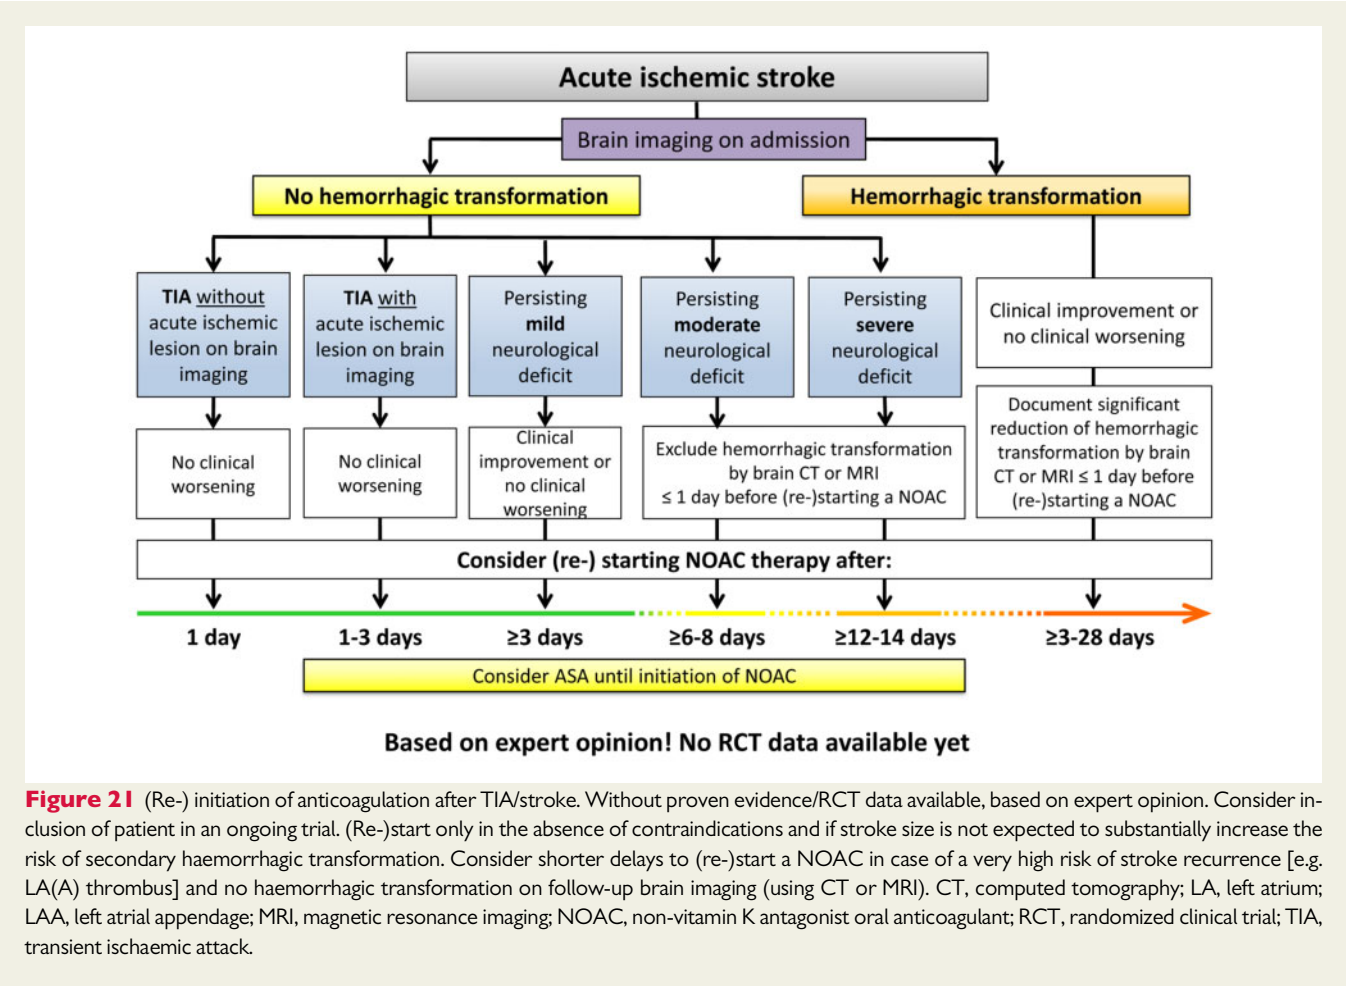 Acute ischemic stroke
Brain imaging on admission
No hemorrhagic transformation
Hemorrhagic transformation
TIA without
acute ischemic
lesion on brain
imaging
TIA with
acute ischemic
lesion on brain
imaging
Persisting
mild
neurological
deficit
Persisting
moderate
neurological
deficit
Persisting
severe
neurological
deficit
Clinical improvement or
no clinical worsening
No clinical
worsening
No clinical
worsening
Clinical
improvement or
no clinical
worsening
Exclude hemorrhagic transformation
by brain CT or MRI
≤ 1 day before (re-)starting a NOAC
Document significant
reduction of hemorrhagic
transformation by brain
CT or MRI ≤ 1 day before
(re-)starting a NOAC
Consider (re-) starting NOAC therapy after:
1 day
1-3 days
≥3 days
≥6-8 days
≥12-14 days
≥3-28 days
Consider ASA until initiation of NOAC
Based on expert opinion! No RCT data available yet
Figure 21 (Re-) initiation of anticoagulation after TIA/stroke. Without proven evidence/RCT data available, based on expert opinion. Consider in-
clusion of patient in an ongoing trial. (Re-)start only in the absence of contraindications and if stroke size is not expected to substantially increase the
risk of secondary haemorrhagic transformation. Consider shorter delays to (re-)start a NOAC in case of a very high risk of stroke recurrence [e.g.
LA(A) thrombus] and no haemorrhagic transformation on follow-up brain imaging (using CT or MRI). CT, computed tomography; LA, left atrium;
LAA, left atrial appendage; MRI, magnetic resonance imaging; NOAC, non-vitamin K antagonist oral anticoagulant; RCT, randomized clinical trial; TIA,
transient ischaemic attack.